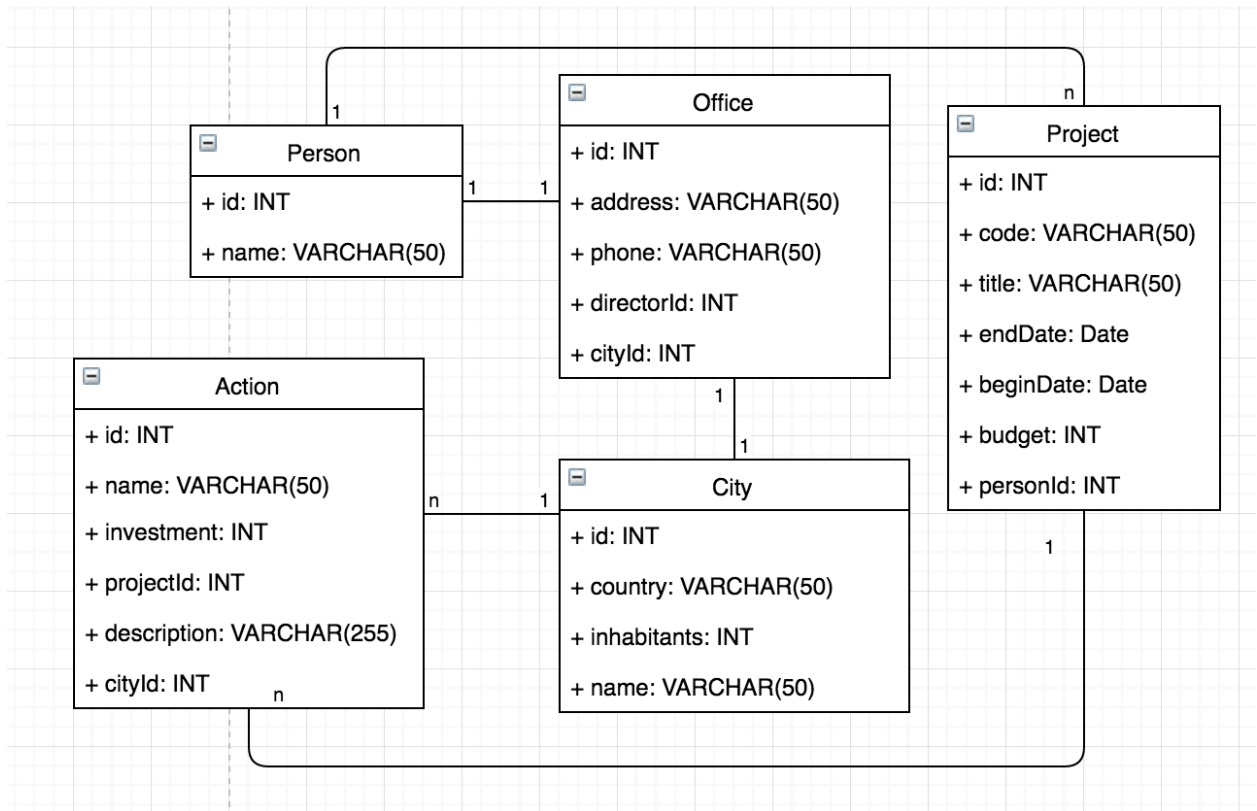 1
n
Person
+ id: INT
+ name: VARCHAR(50)
1
1
Office
+ id: INT
+ address: VARCHAR(50)
+ phone: VARCHAR(50)
+ directorId: INT
+ cityId: INT
Project
+ id: INT
+ code: VARCHAR(50)
+ title: VARCHAR(50)
+ endDate: Date
+ beginDate: Date
+ budget: INT
+ personId: INT
1
1
1
Action
+ id: INT
+ name: VARCHAR(50)
+ investment: INT
+ projectId: INT
+ description: VARCHAR(255)
+ cityId: INT
n
n
1
City
+ id: INT
+ country: VARCHAR(50)
+ inhabitants: INT
+ name: VARCHAR(50)